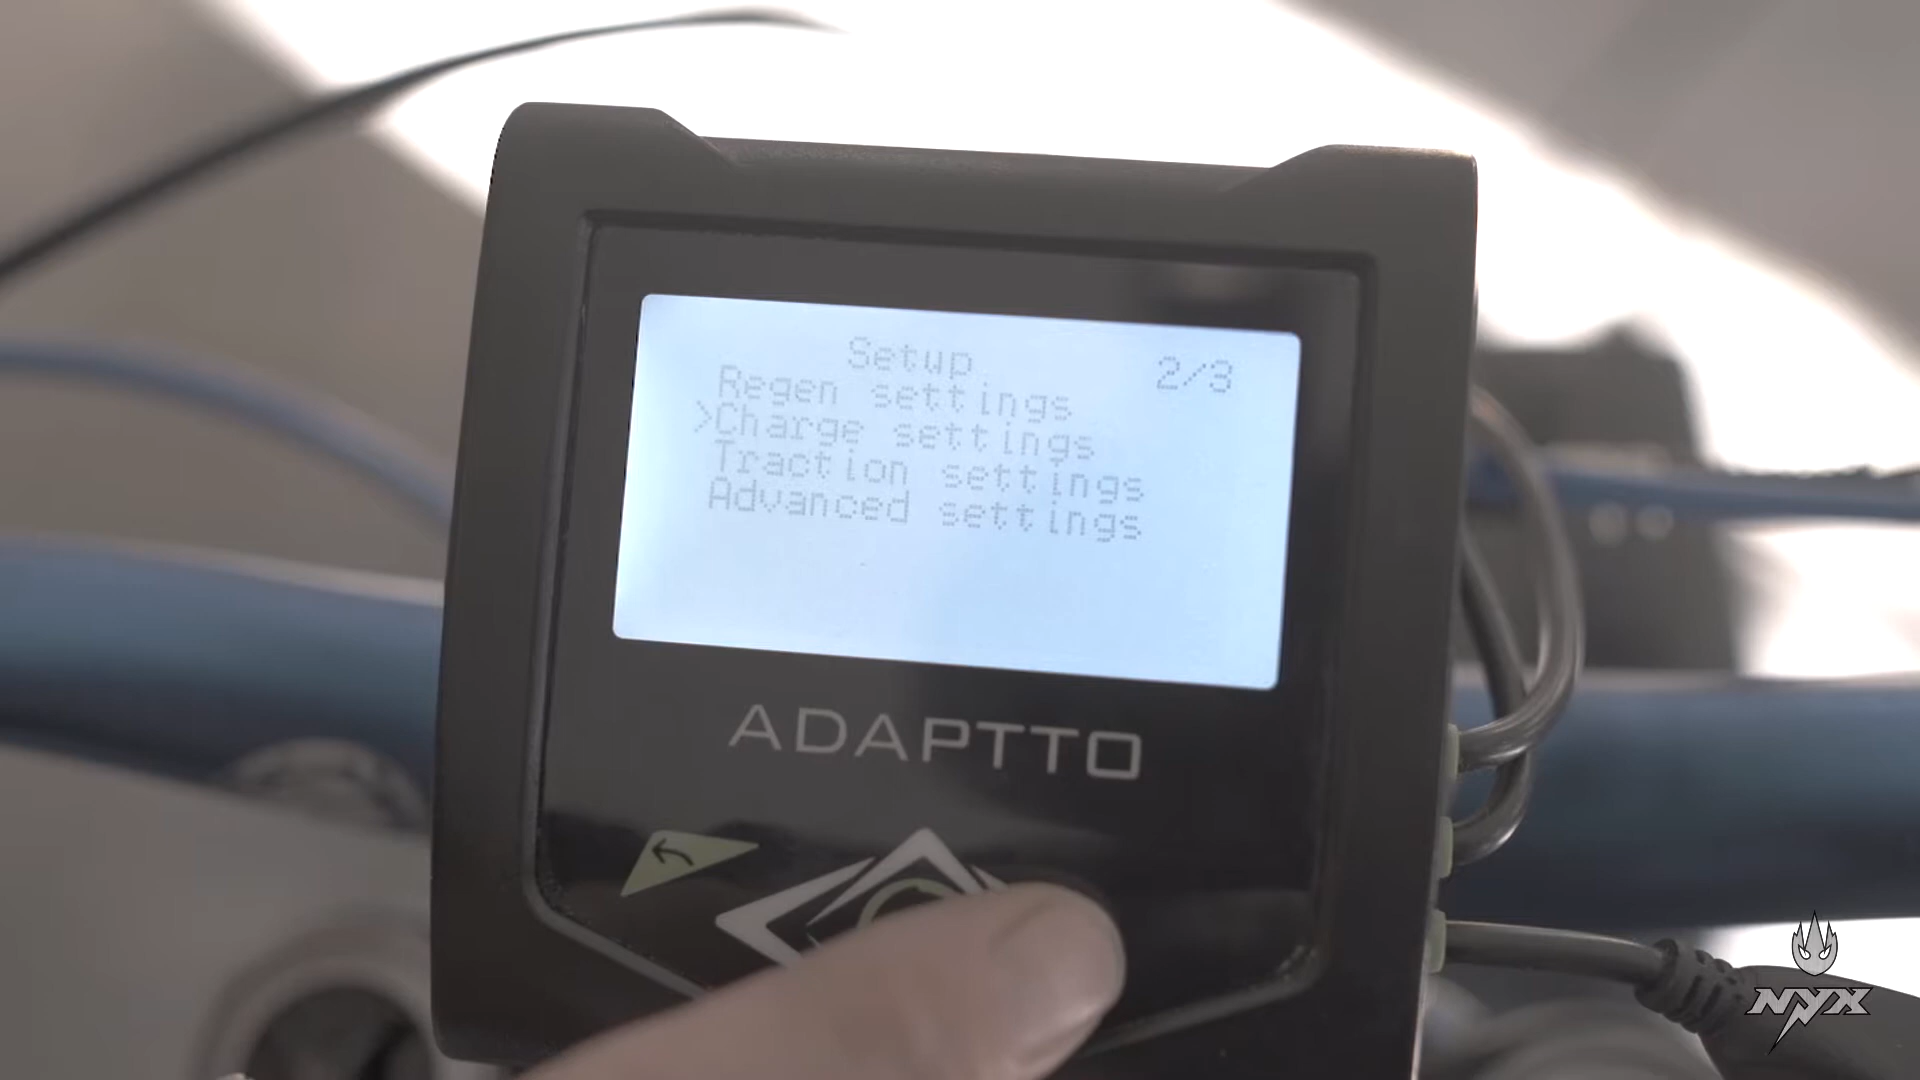 Setup 2/3
Regen settings
>Charge settings
Traction settings
Advanced settings
ADAPTTO
NYX